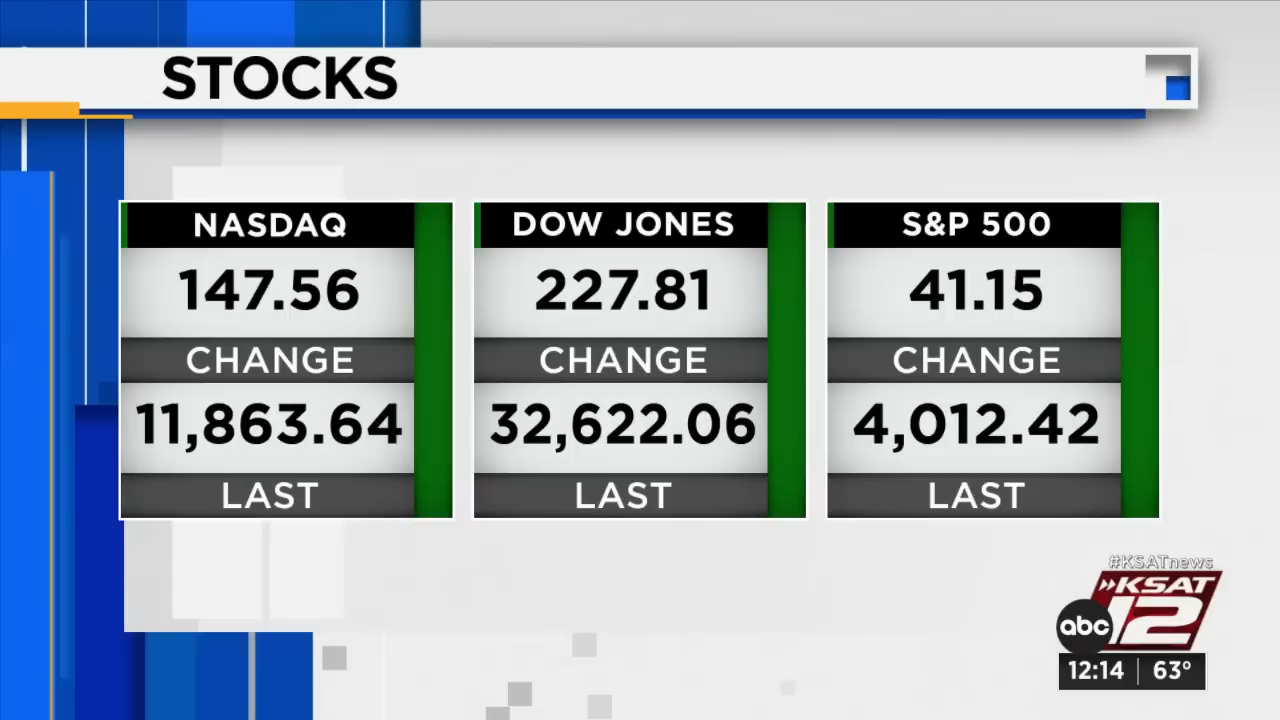 STOCKS
NASDAQ
147.56
CHANGE
11,863.64
LAST
DOW JONES
227.81
CHANGE
32,622.06
LAST
S&P 500
41.15
CHANGE
4,012.42
LAST
#KSATnews
KSAT
abc 12
12:14 63°